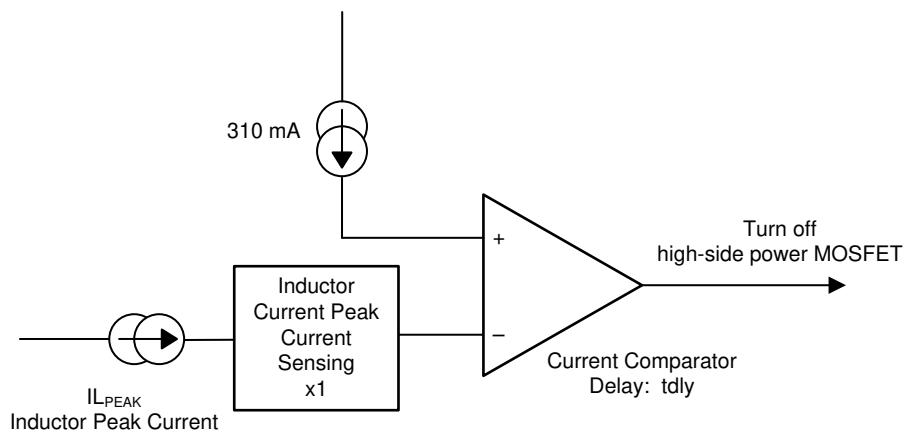 310 mA
Turn off
high-side power MOSFET
+
Inductor
Current Peak
Current
Sensing
x1
−
Current Comparator
Delay: tdly
ILPEAK
Inductor Peak Current